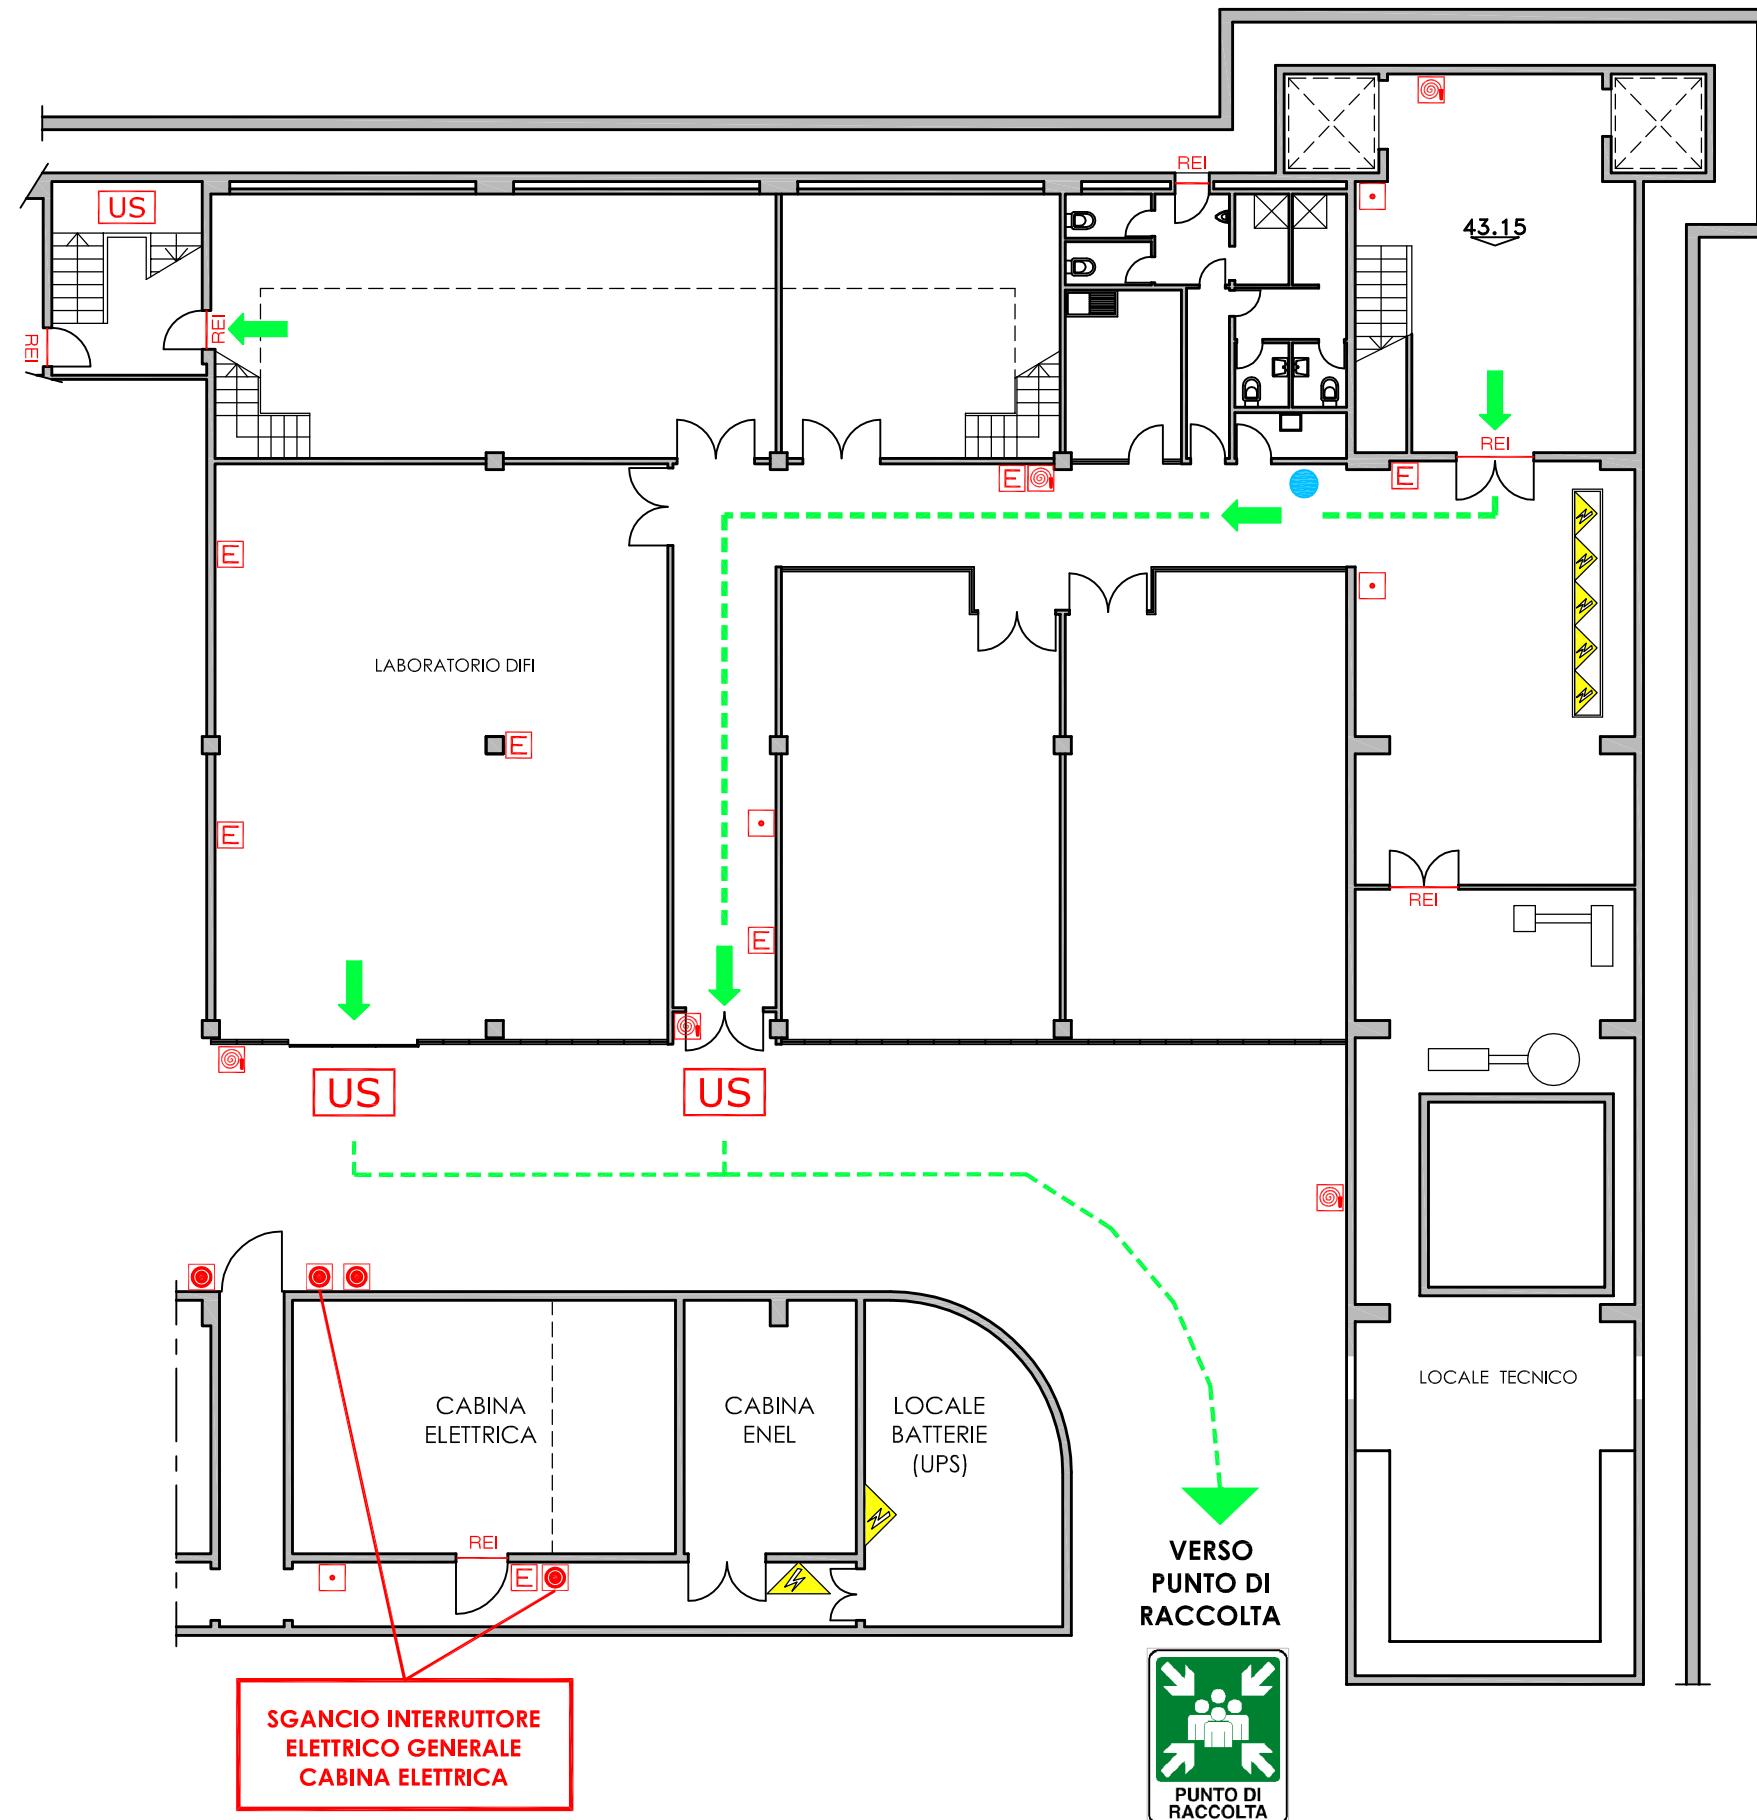 REI
US
43.15
REI
REI
REI
E
E
E
LABORATORIO DIFI
E
E
E
REI
US
US
LOCALE TECNICO
CABINA
ELETTRICA
CABINA
ENEL
LOCALE
BATTERIE
(UPS)
REI
E
VERSO
PUNTO DI
RACCOLTA
SGANCIO INTERRUTTORE
ELETTRICO GENERALE
CABINA ELETTRICA
PUNTO DI
RACCOLTA